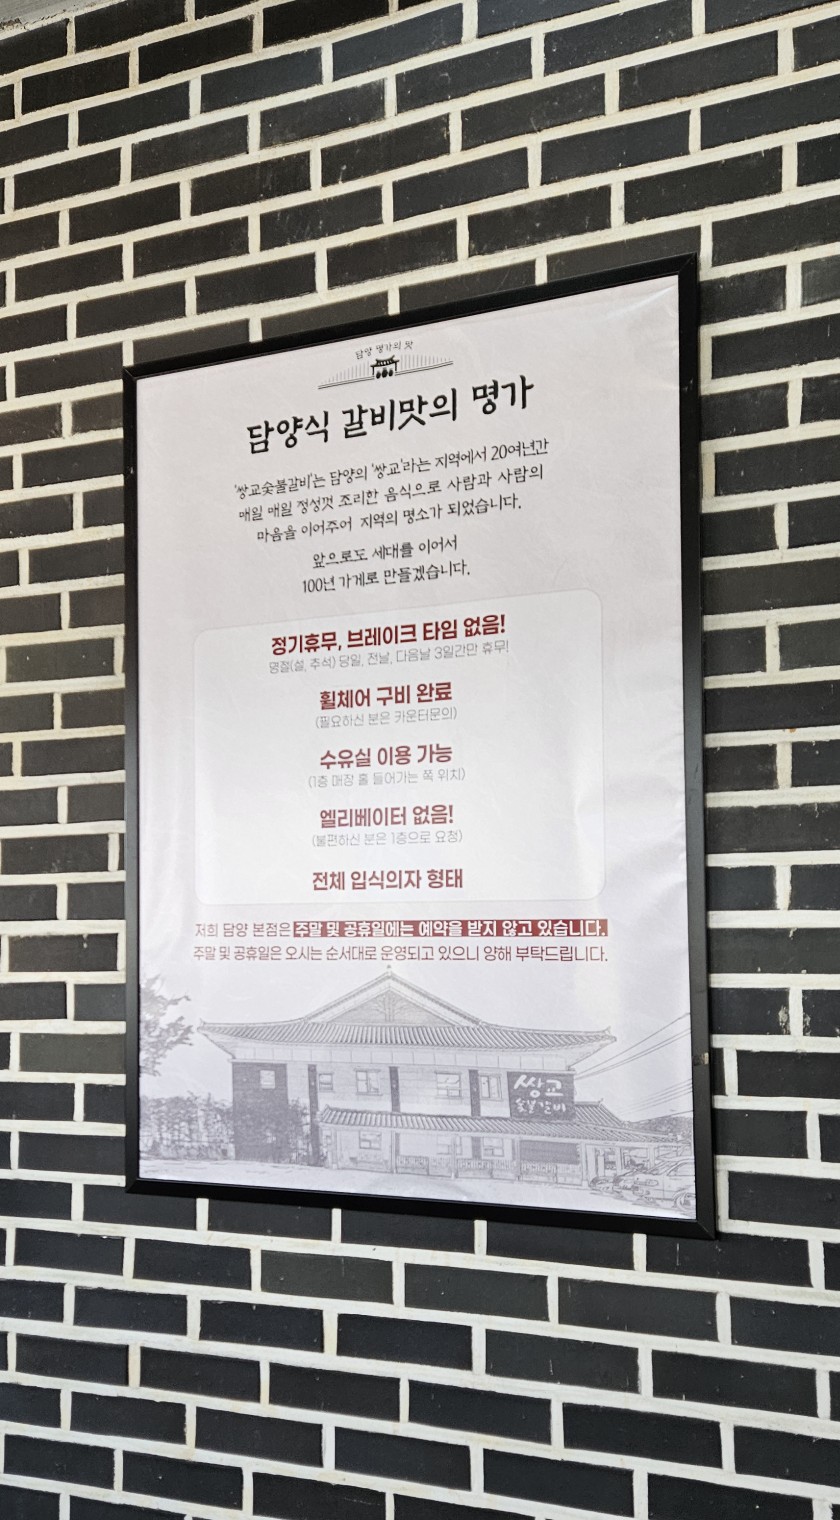 담양 명가의 맛
담양식 갈비맛의 명가
'쌍교숯불갈비'는 담양의 '쌍교'라는 지역에서 20여년간
매일 매일 정성껏 조리한 음식으로 사람과 사람의
마음을 이어주어 지역의 명소가 되었습니다.
앞으로도 세대를 이어서
100년 가게로 만들겠습니다.
정기휴무, 브레이크 타임 없음!
명절(설, 추석) 당일, 전날, 다음날 3일간만 휴무!
휠체어 구비 완료
(필요하신 분은 카운터문의)
수유실 이용 가능
(1층 매장 홀 들어가는 쪽 위치)
엘리베이터 없음!
(불편하신 분은 1층으로 요청)
전체 입식의자 형태
저희 담양 본점은 주말 및 공휴일에는 예약을 받지 않고 있습니다.
주말 및 공휴일은 오시는 순서대로 운영되고 있으니 양해 부탁드립니다.
쌍교
숯불갈비